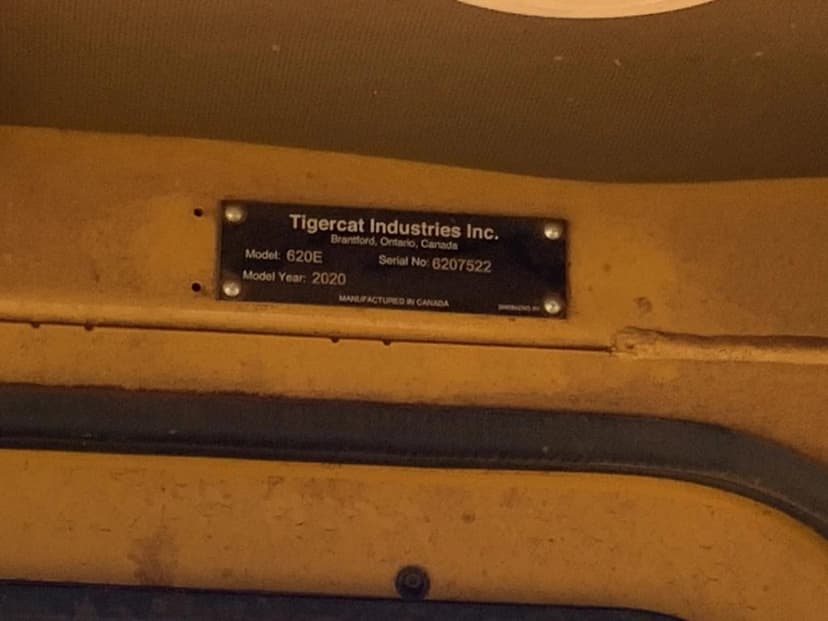 Tigercat Industries Inc.
Brantford, Ontario, Canada
Model: 620E Serial No: 6207522
Model Year: 2020
MANUFACTURED IN CANADA